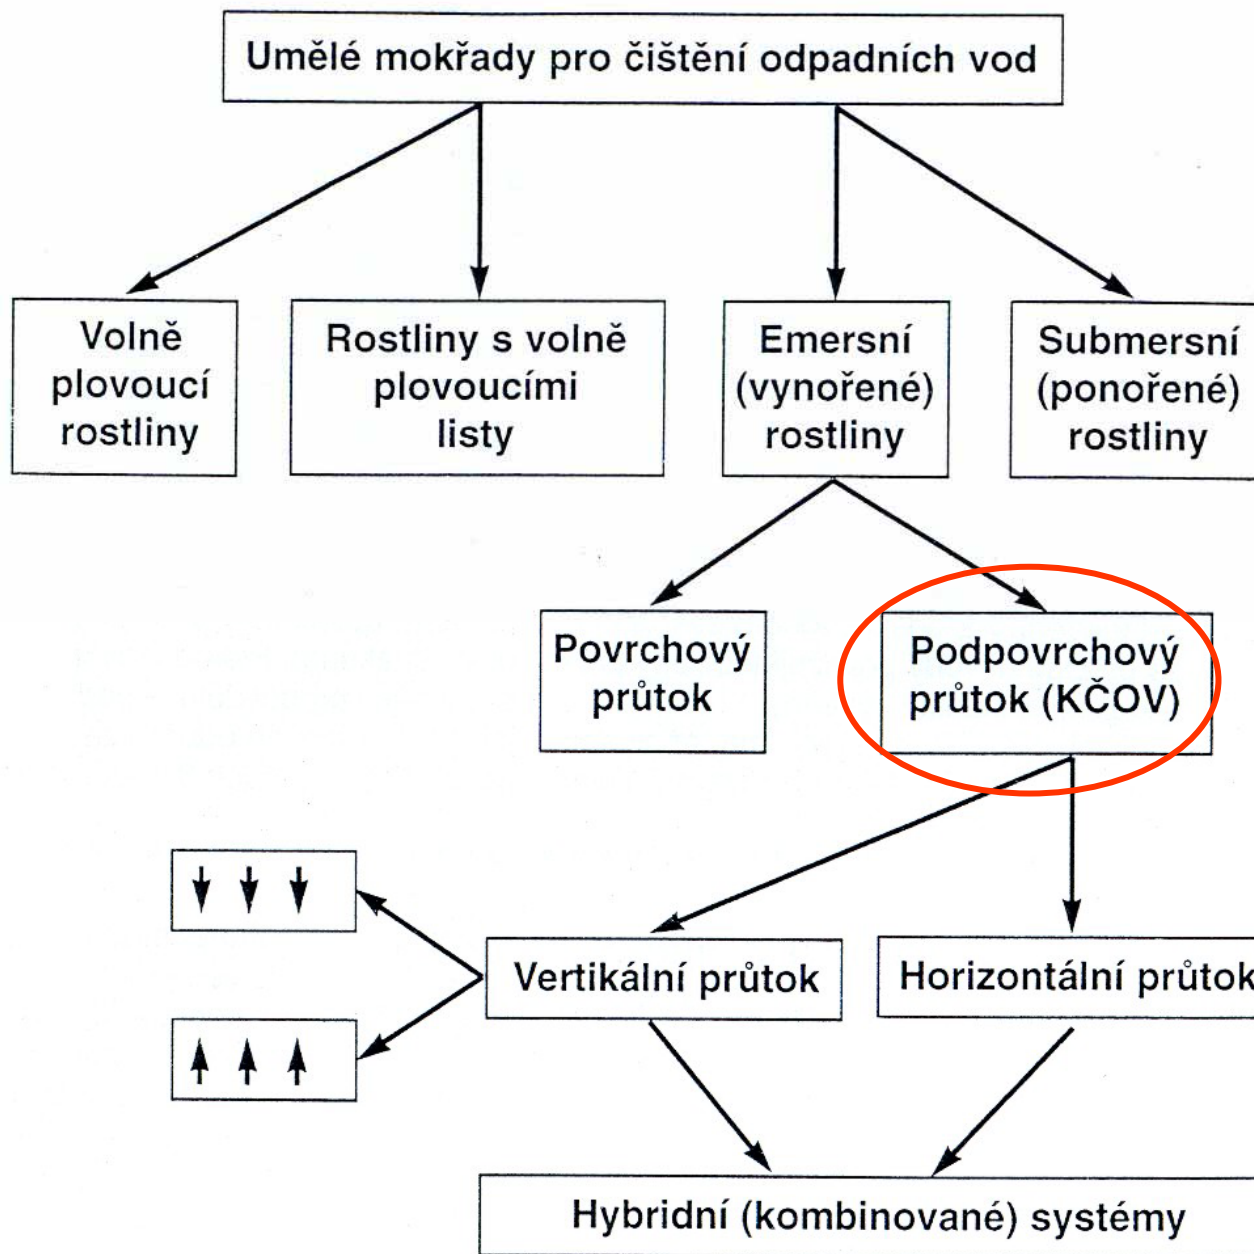 Umělé mokřady pro čištění odpadních vod
Volně
plovoucí
rostliny
Rostliny s volně
plovoucími
listy
Emersní
(vynořené)
rostliny
Submersní
(ponořené)
rostliny
Povrchový
průtok
Podpovrchový
průtok (KČOV)
Vertikální průtok
Horizontální průtok
Hybridní (kombinované) systémy